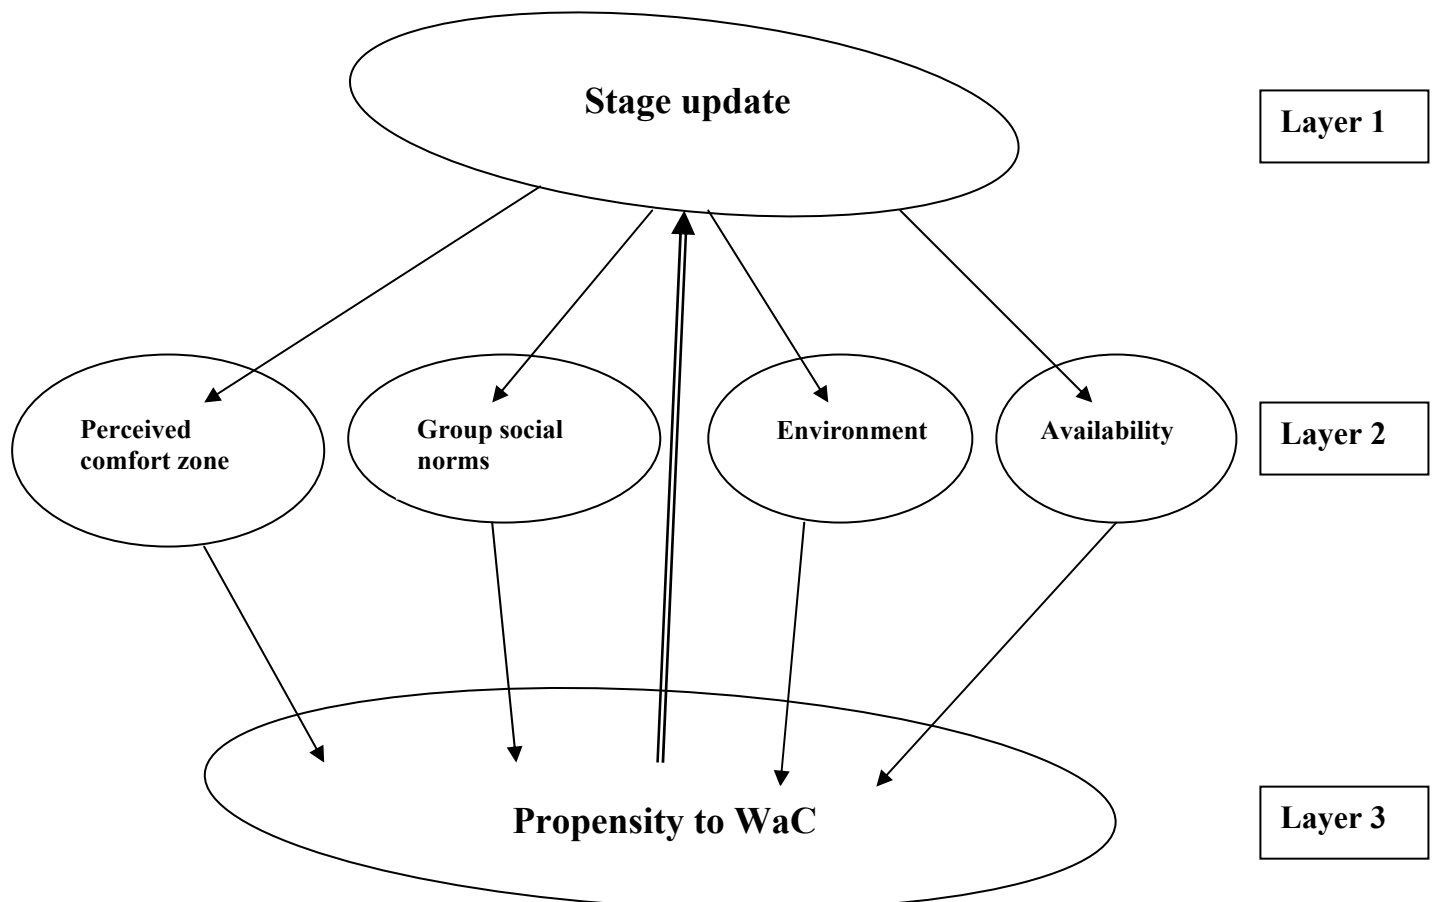 Stage update
Layer 1
Perceived
comfort zone
Group social
norms
Environment
Availability
Layer 2
Propensity to WaC
Layer 3